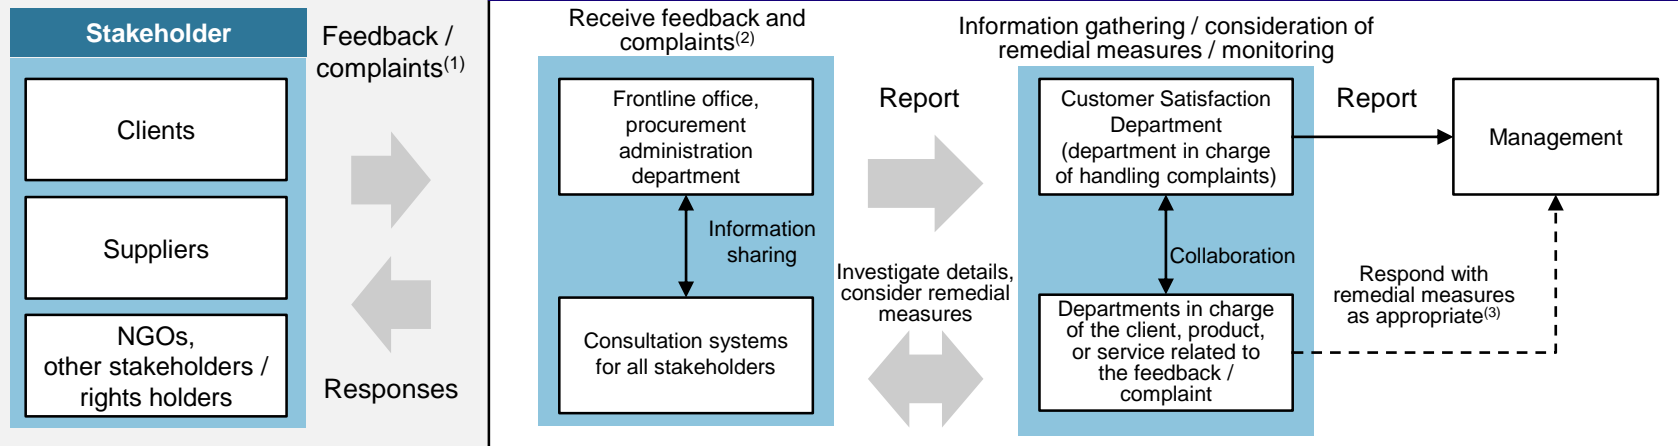 Stakeholder
Clients
Suppliers
NGOs,
other stakeholders /
rights holders
Feedback /
complaints(1)
Responses
Receive feedback and
complaints(2)
Frontline office,
procurement
administration
department
Information
sharing
Consultation systems
for all stakeholders
Report
Investigate details,
consider remedial
measures
Information gathering / consideration of
remedial measures / monitoring
Customer Satisfaction
Department
(department in charge
of handling complaints)
Collaboration
Departments in charge
of the client, product,
or service related to
the feedback /
complaint
Report
Management
Respond with
remedial measures
as appropriate(3)